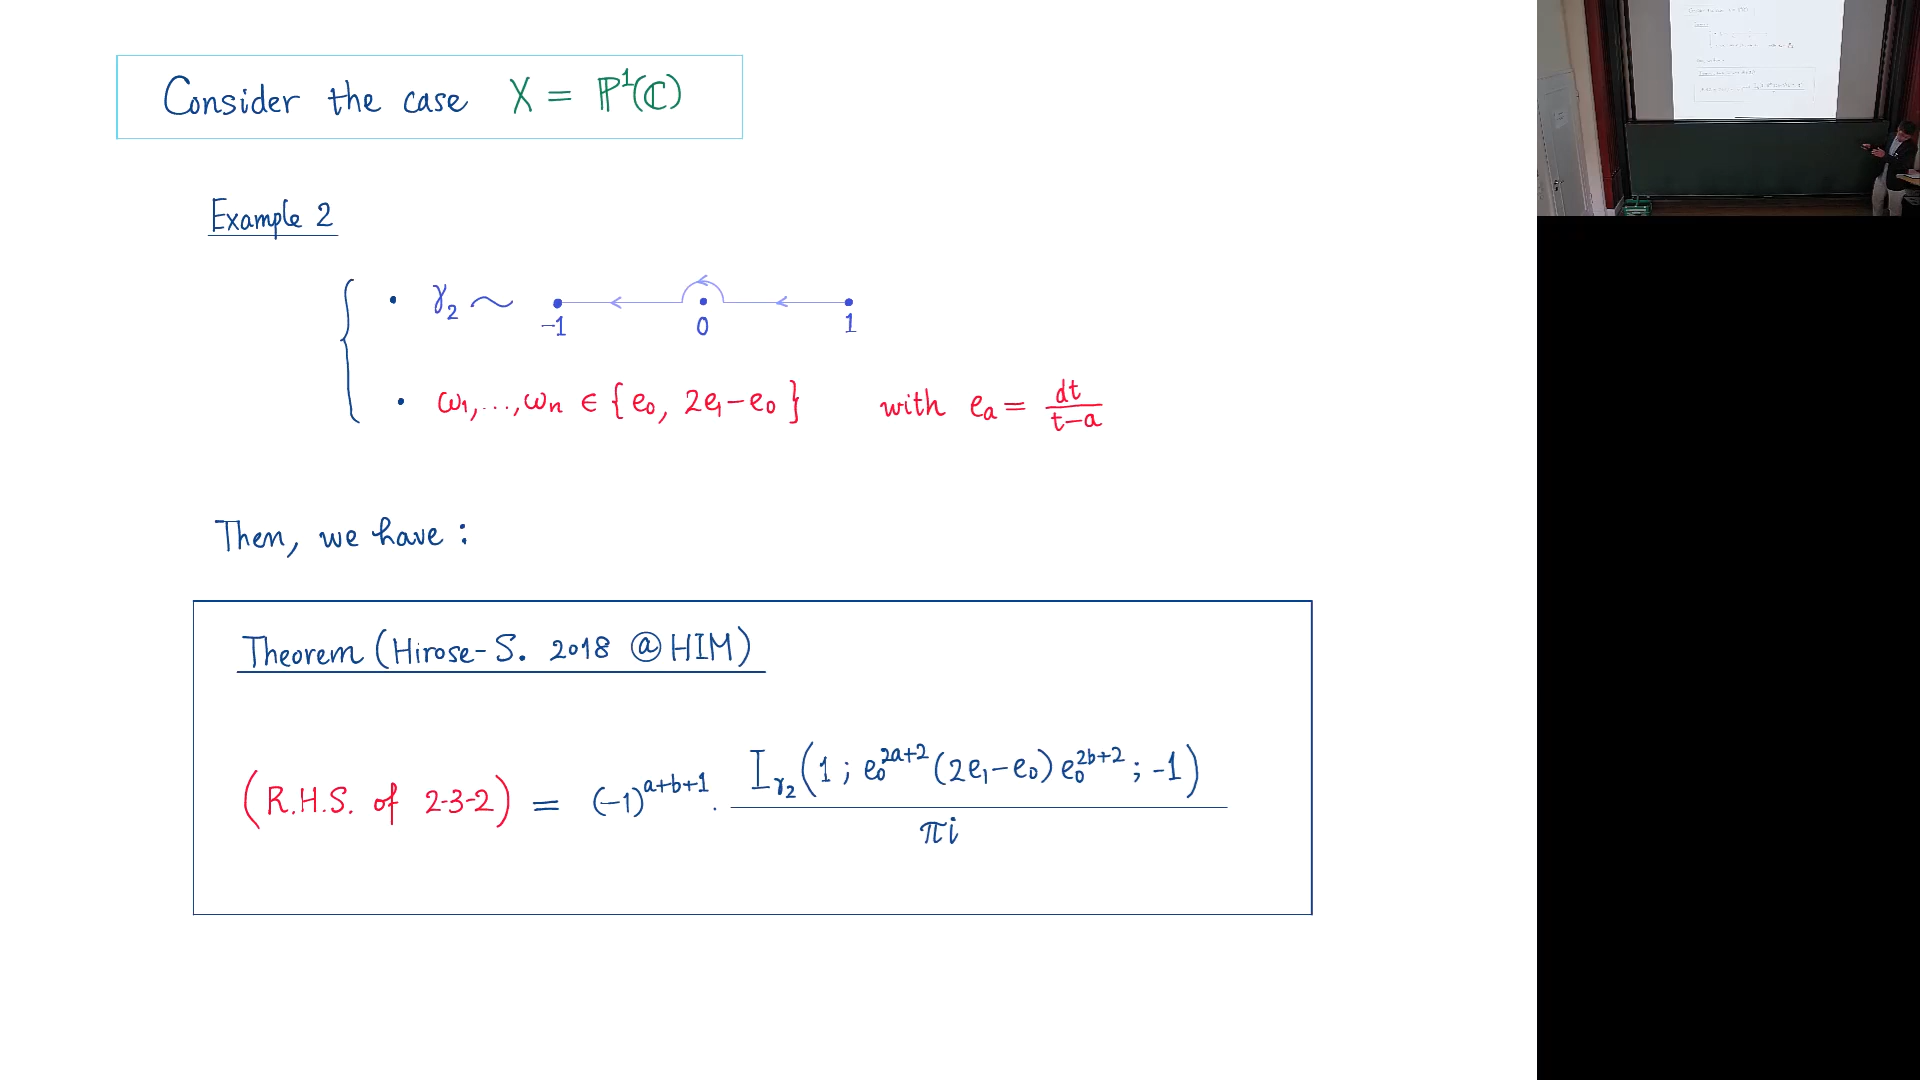 Consider the case X = ℙ¹(ℂ)
Example 2
• γ₂ ~ -1 0 1
• ω₁, ..., ωₙ ∈ { e₀, 2e₁ − e₀ } with eₐ = dt / (t−a)
Then, we have :
Theorem (Hirose-S. 2018 @ HIM)
(R.H.S. of 2-3-2) = (−1)^{a+b+1} · I_{γ₂}(1 ; e₀^{2a+2} (2e₁−e₀) e₀^{2b+2} ; −1) / πi